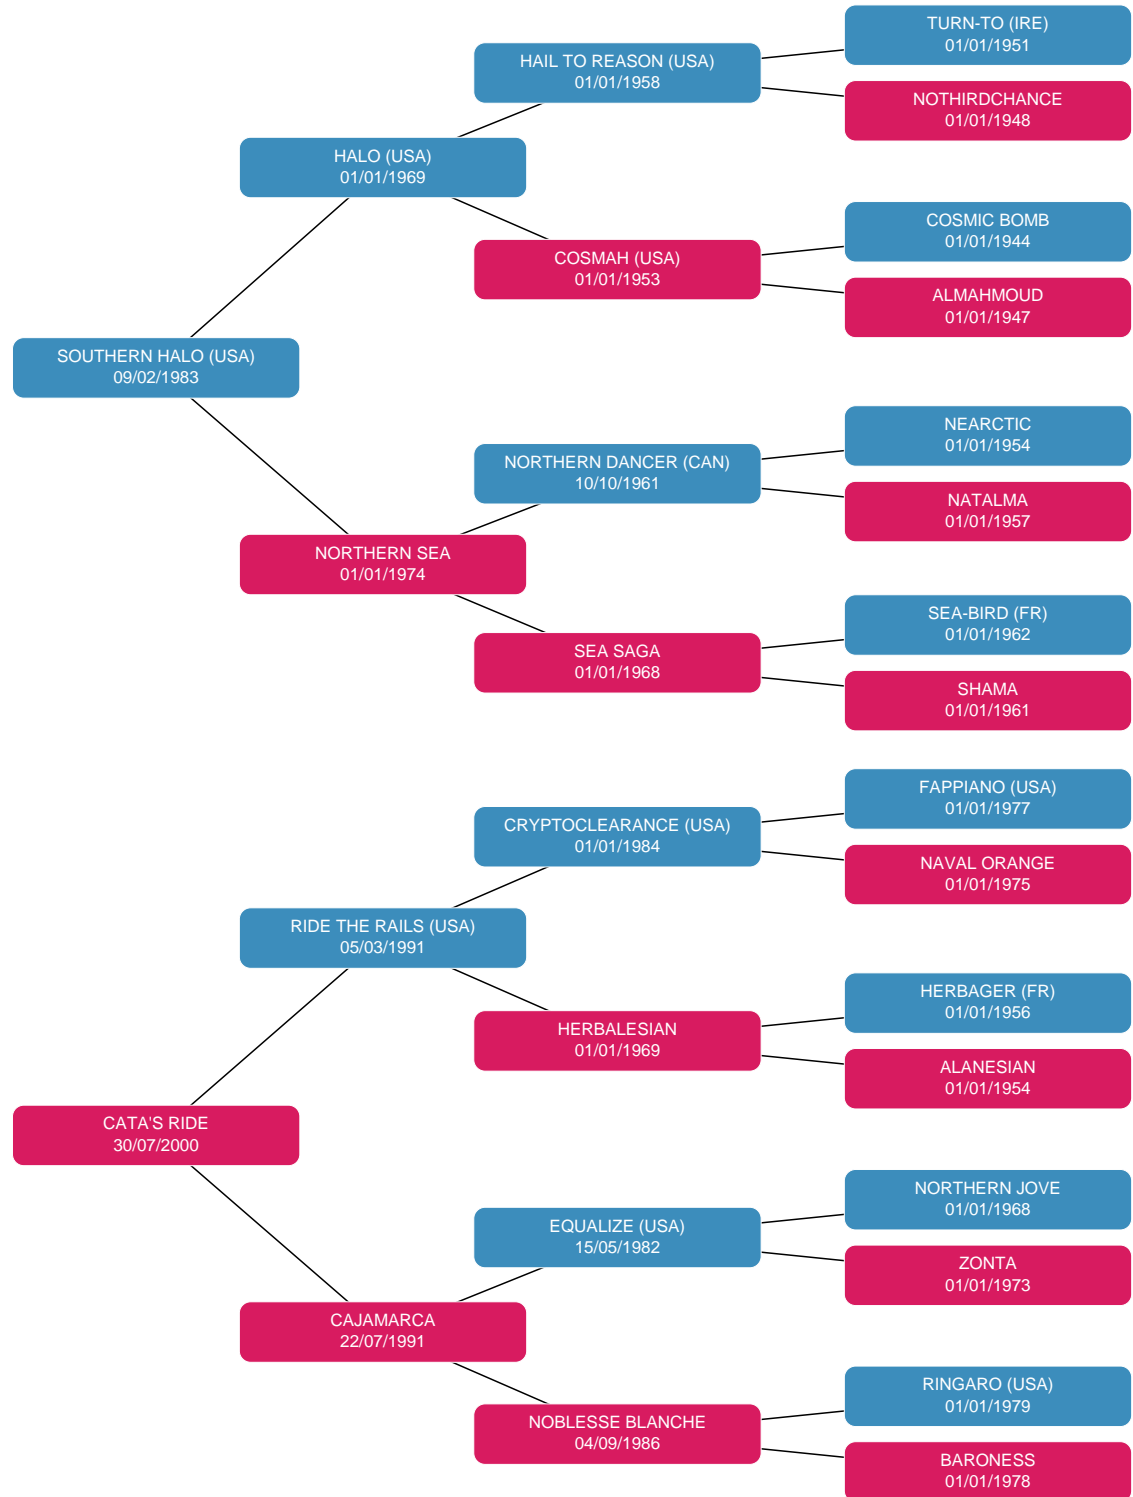 TURN-TO (IRE)
01/01/1951
HAIL TO REASON (USA)
01/01/1958
NOTHIRDCHANCE
01/01/1948
HALO (USA)
01/01/1969
COSMIC BOMB
01/01/1944
COSMAH (USA)
01/01/1953
ALMAHMOUD
01/01/1947
SOUTHERN HALO (USA)
09/02/1983
NEARCTIC
01/01/1954
NORTHERN DANCER (CAN)
10/10/1961
NATALMA
01/01/1957
NORTHERN SEA
01/01/1974
SEA-BIRD (FR)
01/01/1962
SEA SAGA
01/01/1968
SHAMA
01/01/1961
FAPPIANO (USA)
01/01/1977
CRYPTOCLEARANCE (USA)
01/01/1984
NAVAL ORANGE
01/01/1975
RIDE THE RAILS (USA)
05/03/1991
HERBAGER (FR)
01/01/1956
HERBALESIAN
01/01/1969
ALANESIAN
01/01/1954
CATA'S RIDE
30/07/2000
NORTHERN JOVE
01/01/1968
EQUALIZE (USA)
15/05/1982
ZONTA
01/01/1973
CAJAMARCA
22/07/1991
RINGARO (USA)
01/01/1979
NOBLESSE BLANCHE
04/09/1986
BARONESS
01/01/1978